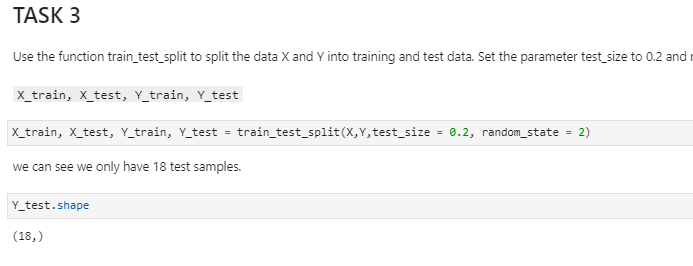 TASK 3
Use the function train_test_split to split the data X and Y into training and test data. Set the parameter test_size to 0.2 and
X_train, X_test, Y_train, Y_test
X_train, X_test, Y_train, Y_test = train_test_split(X,Y,test_size = 0.2, random_state = 2)
we can see we only have 18 test samples.
Y_test.shape
(18,)